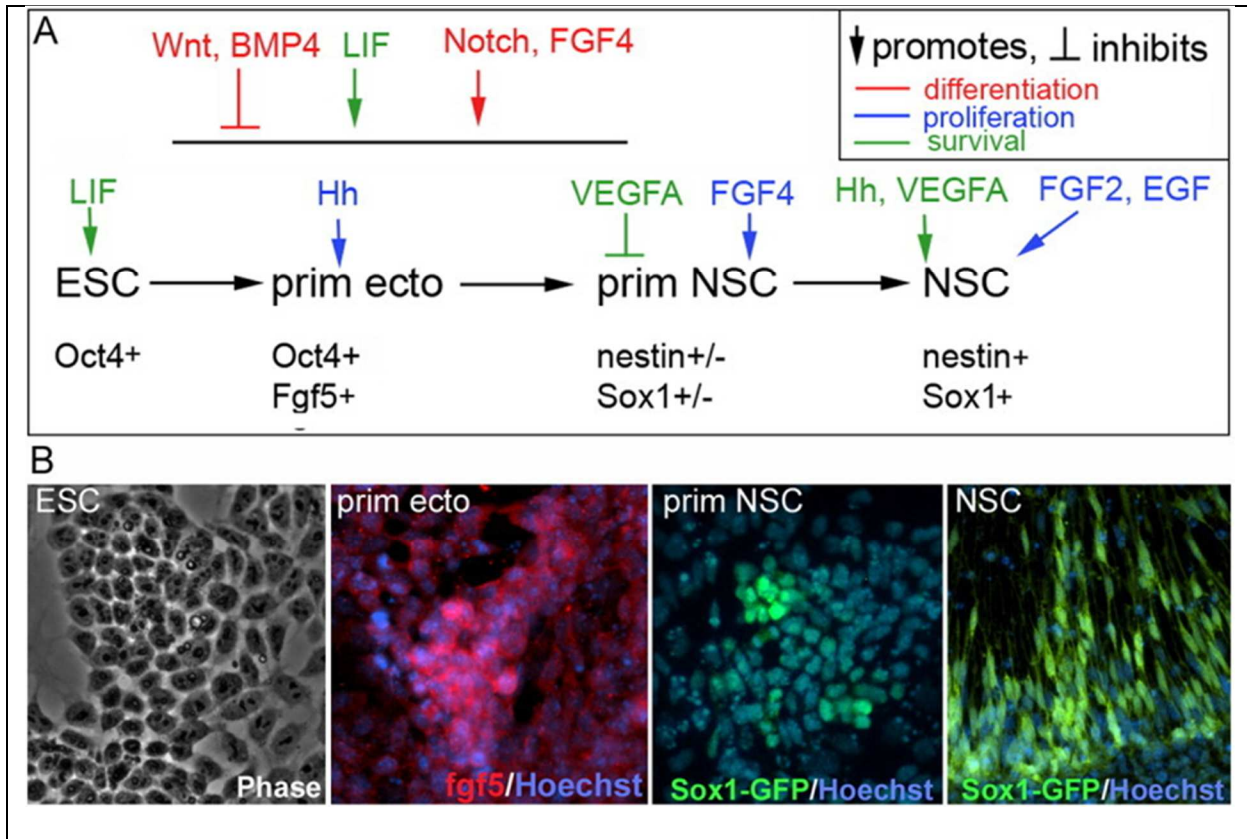 A
Wnt, BMP4 LIF Notch, FGF4
promotes, ⊥ inhibits
differentiation
proliferation
survival
LIF Hh VEGFA FGF4 Hh, VEGFA FGF2, EGF
ESC prim ecto prim NSC NSC
Oct4+ Oct4+ nestin+/- nestin+
Fgf5+ Sox1+/- Sox1+
B
ESC prim ecto prim NSC NSC
Phase fgf5/Hoechst Sox1-GFP/Hoechst Sox1-GFP/Hoechst